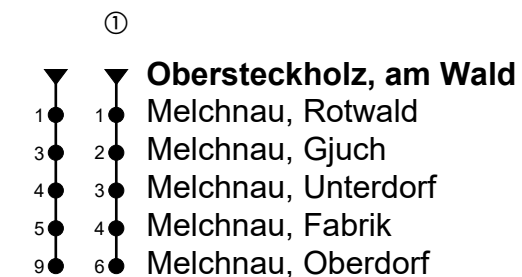 ①
Obersteckholz, am Wald
1 1 Melchnau, Rotwald
3 2 Melchnau, Gjuch
4 3 Melchnau, Unterdorf
5 4 Melchnau, Fabrik
9 6 Melchnau, Oberdorf